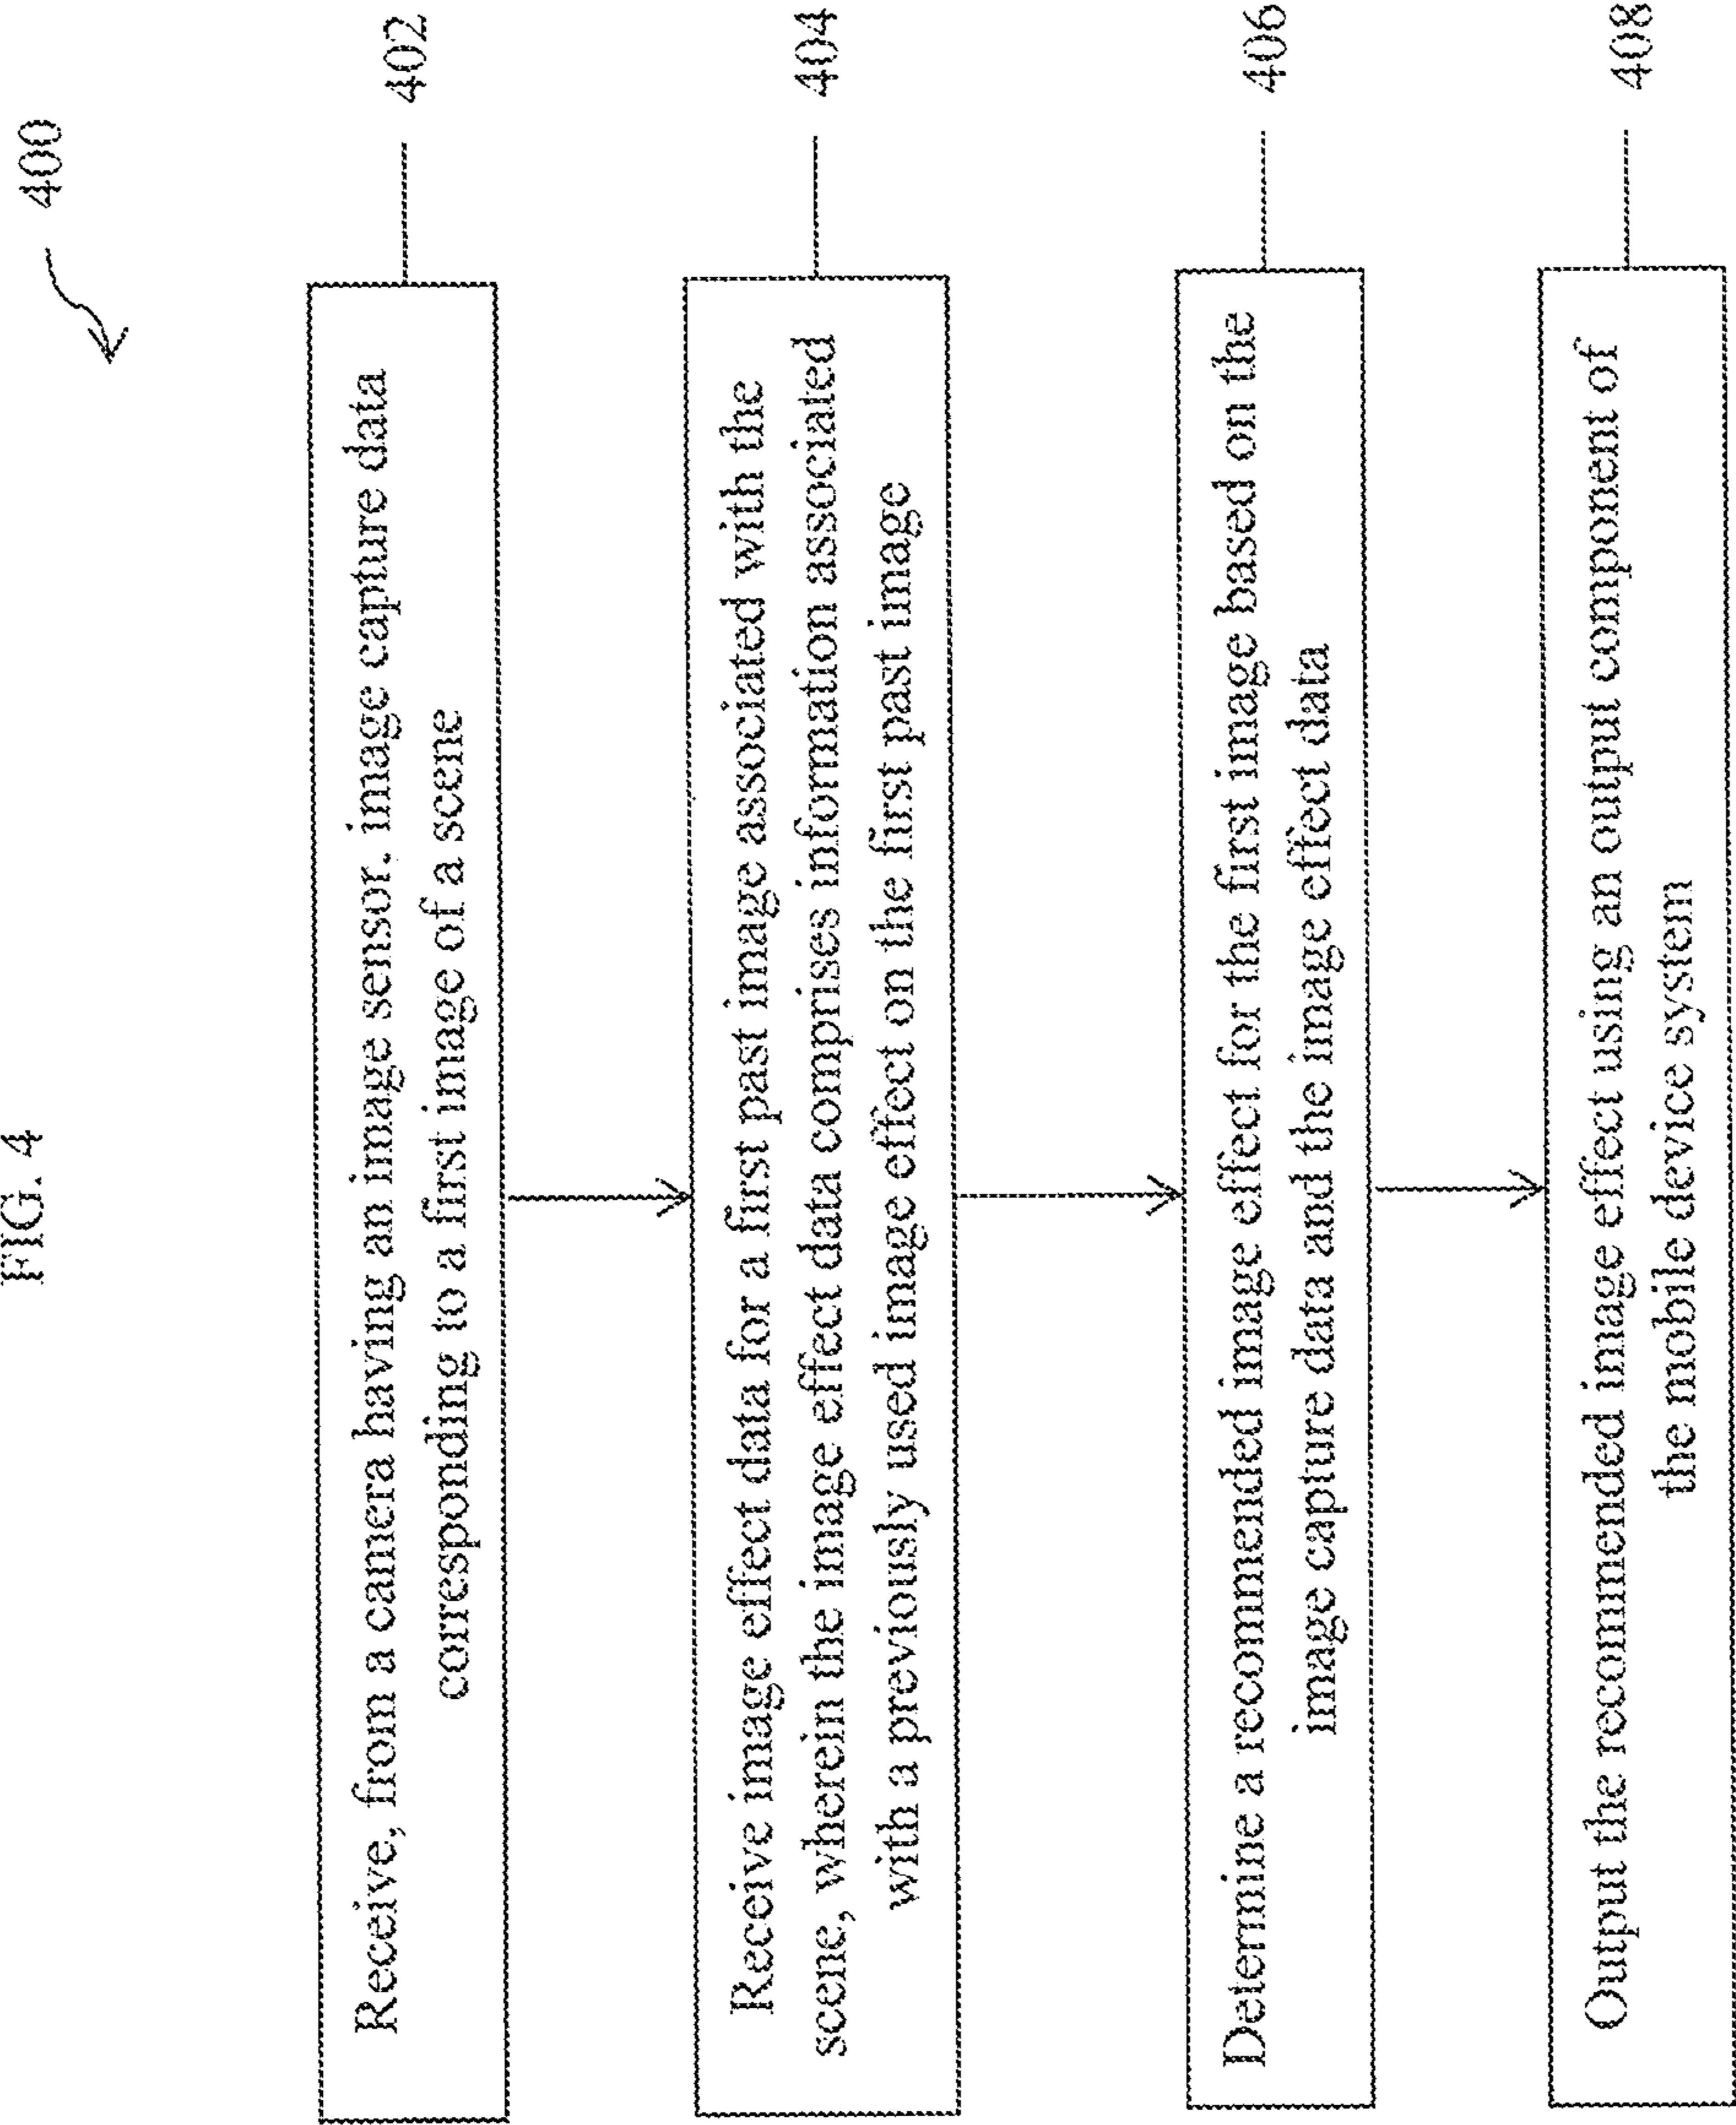 FIG. 4
400
Receive, from a camera having an image sensor, image capture data
corresponding to a first image of a scene
402
Receive image effect data for a first past image associated with the
scene, wherein the image effect data comprises information associated
with a previously used image effect on the first past image
404
Determine a recommended image effect for the first image based on the
image capture data and the image effect data
406
Output the recommended image effect using an output component of
the mobile device system
408